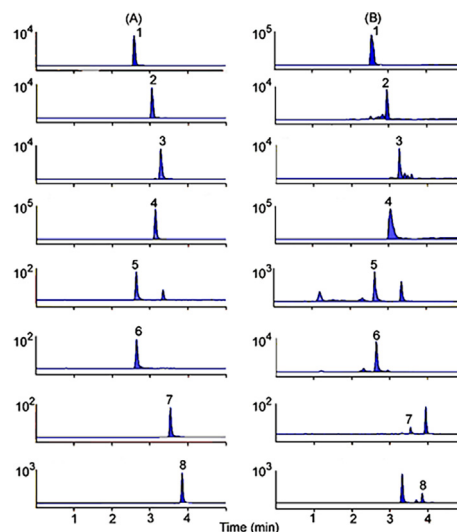 (A) (B)
10⁴ 1 10⁵ 1
10⁴ 2 10⁴ 2
10⁴ 3 10⁴ 3
10⁵ 4 10⁵ 4
10² 5 10³ 5
10² 6 10⁴ 6
10² 7 10² 7
10³ 8 10³ 8
0 1 2 3 4 0 1 2 3 4
Time (min)